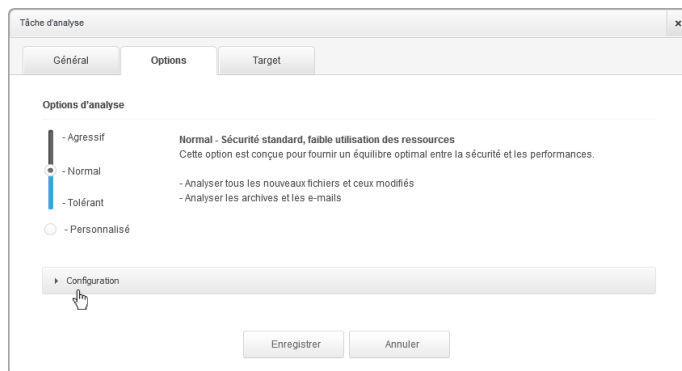 Tâche d'analyse
×
Général
Options
Target
Options d'analyse
- Agressif
- Normal
- Tolérant
- Personnalisé
Normal - Sécurité standard, faible utilisation des ressources
Cette option est conçue pour fournir un équilibre optimal entre la sécurité et les performances.
- Analyser tous les nouveaux fichiers et ceux modifiés
- Analyser les archives et les e-mails
Configuration
Enregistrer
Annuler